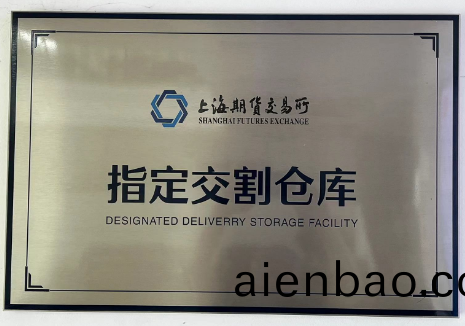 上海期货交易所
SHANGHAI FUTURES EXCHANGE
指定交割仓库
DESIGNATED DELIVERRY STORAGE FACILITY
aienbao.co